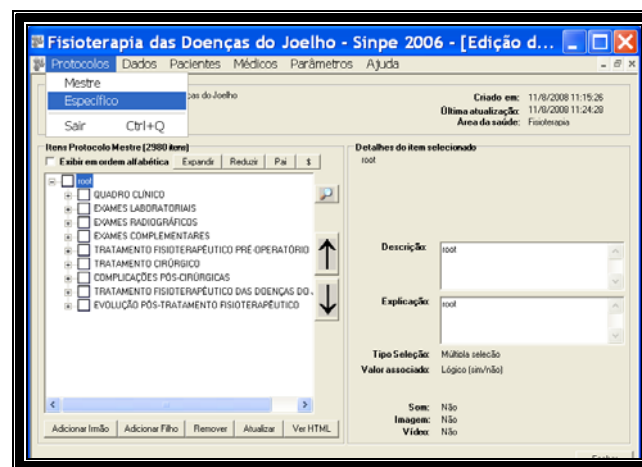 Fisioterapia das Doenças do Joelho - Sinpe 2006 - [Edição d...
Protocolos Dados Pacientes Médicos Parâmetros Ajuda
Mestre
Específico
Sair Ctrl+Q
ças do Joelho
Criado em: 11/8/2008 11:15:26
Última atualização: 11/8/2008 11:24:28
Área da saúde: Fisioterapia
Itens Protocolo Mestre (2980 itens)
Exibir em ordem alfabética Expandir Reduzir Pai $
root
QUADRO CLÍNICO
EXAMES LABORATORIAIS
EXAMES RADIOGRÁFICOS
EXAMES COMPLEMENTARES
TRATAMENTO FISIOTERAPÊUTICO PRÉ-OPERATÓRIO
TRATAMENTO CIRÚRGICO
COMPLICAÇÕES PÓS-CIRÚRGICAS
TRATAMENTO FISIOTERAPÊUTICO DAS DOENÇAS DO
EVOLUÇÃO PÓS-TRATAMENTO FISIOTERAPÊUTICO
Adicionar Irmão Adicionar Filho Remover Atualizar Ver HTML
Detalhes do item selecionado
root
Descrição: root
Explicação: root
Tipo Seleção: Múltipla selecão
Valor associado: Lógico (sim/não)
Som: Não
Imagem: Não
Vídeo: Não